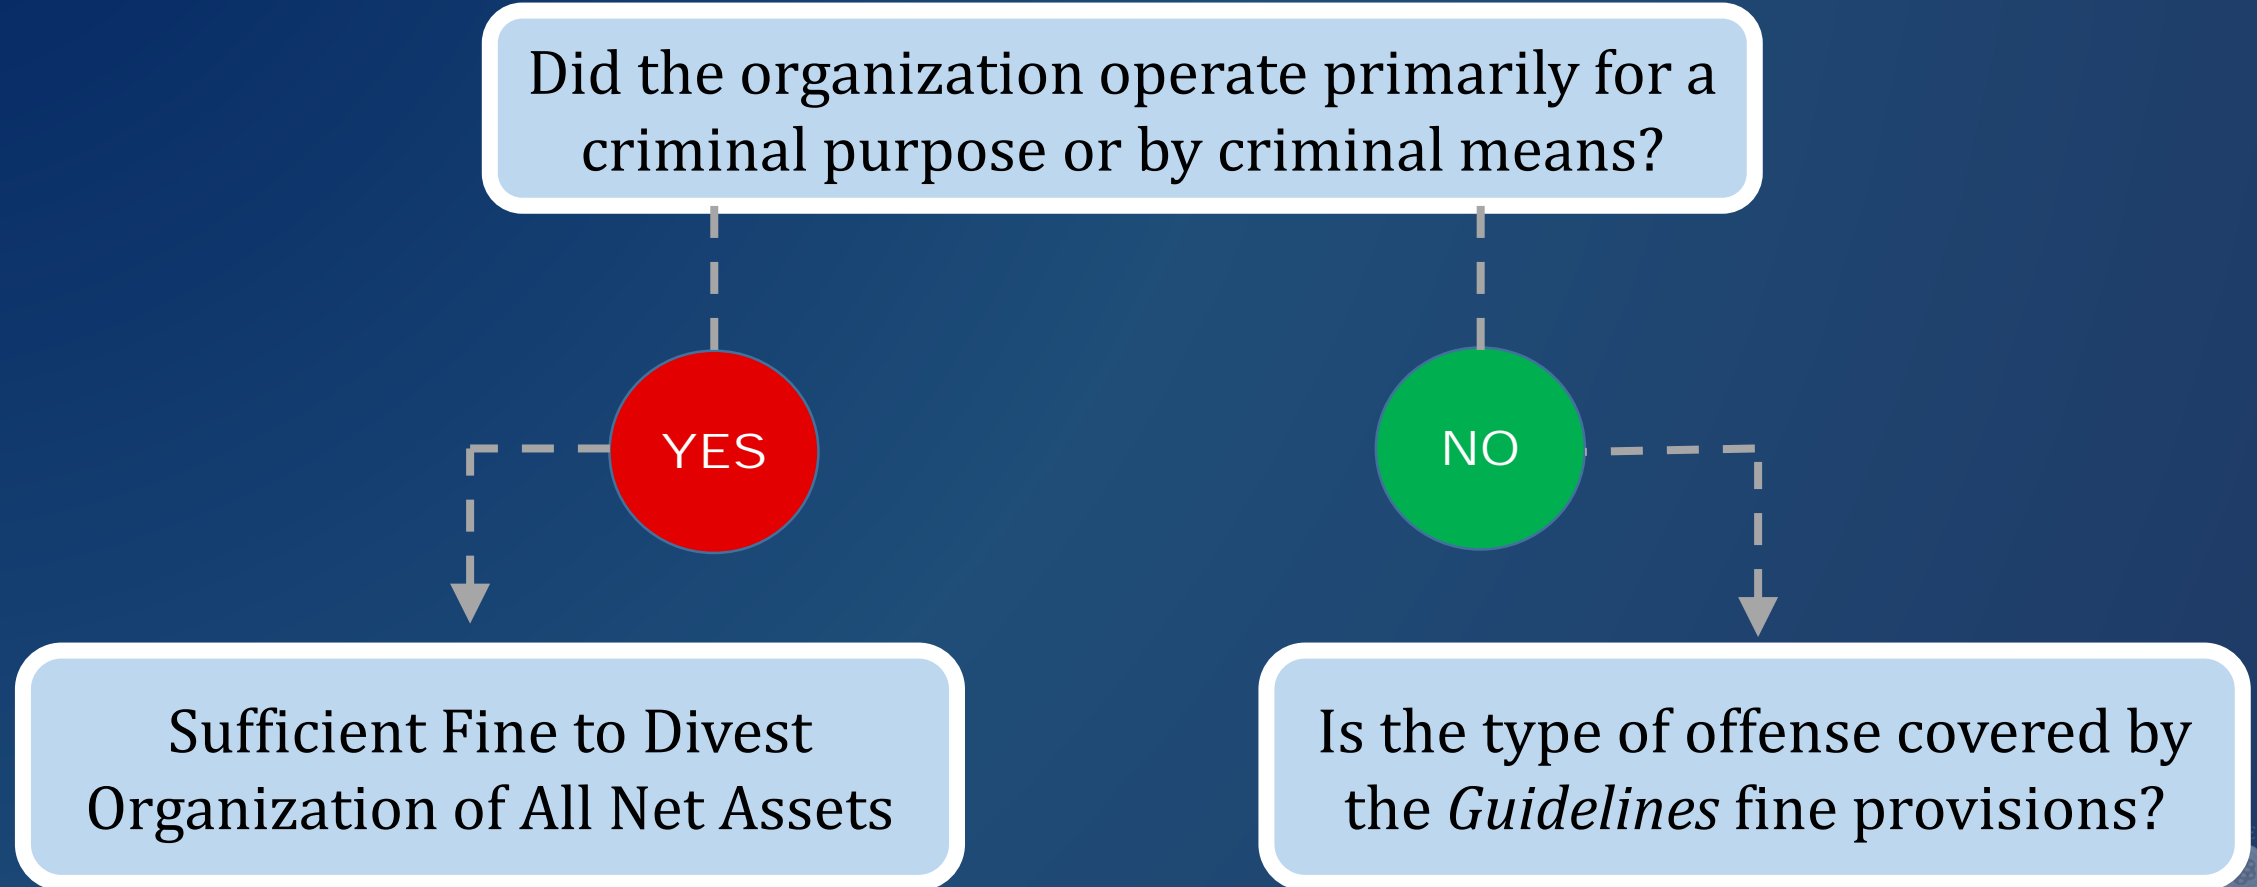 Did the organization operate primarily for a
criminal purpose or by criminal means?
YES
NO
Sufficient Fine to Divest
Organization of All Net Assets
Is the type of offense covered by
the Guidelines fine provisions?